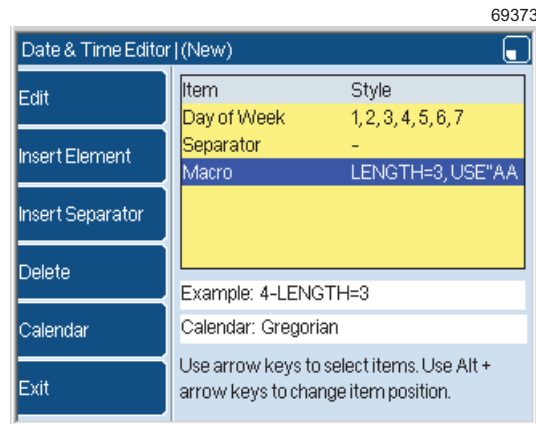 69373
Date & Time Editor | (New)
Edit
Insert Element
Insert Separator
Delete
Calendar
Exit
Item Style
Day of Week 1, 2, 3, 4, 5, 6, 7
Separator -
Macro LENGTH=3, USE"AA
Example: 4-LENGTH=3
Calendar: Gregorian
Use arrow keys to select items. Use Alt +
arrow keys to change item position.